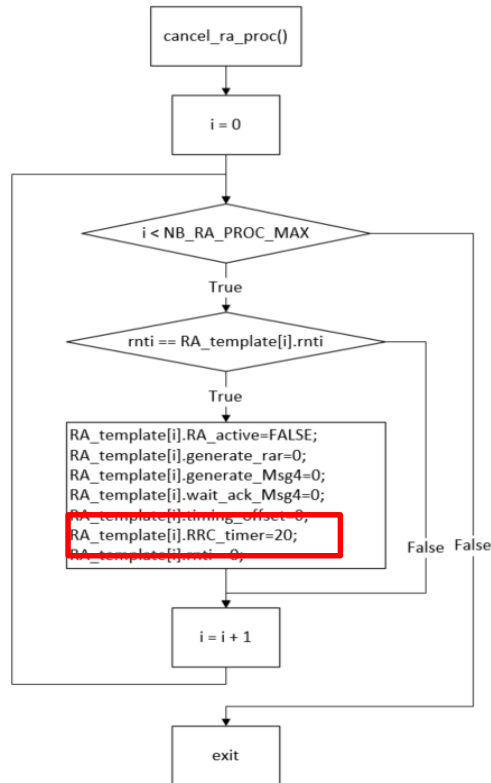 cancel_ra_proc()
i = 0
i < NB_RA_PROC_MAX
True
rnti == RA_template[i].rnti
True
RA_template[i].RA_active=FALSE;
RA_template[i].generate_rar=0;
RA_template[i].generate_Msg4=0;
RA_template[i].wait_ack_Msg4=0;
RA_template[i].timing_offset=0;
RA_template[i].RRC_timer=20;
RA_template[i].rnti=0;
False
False
i = i + 1
exit